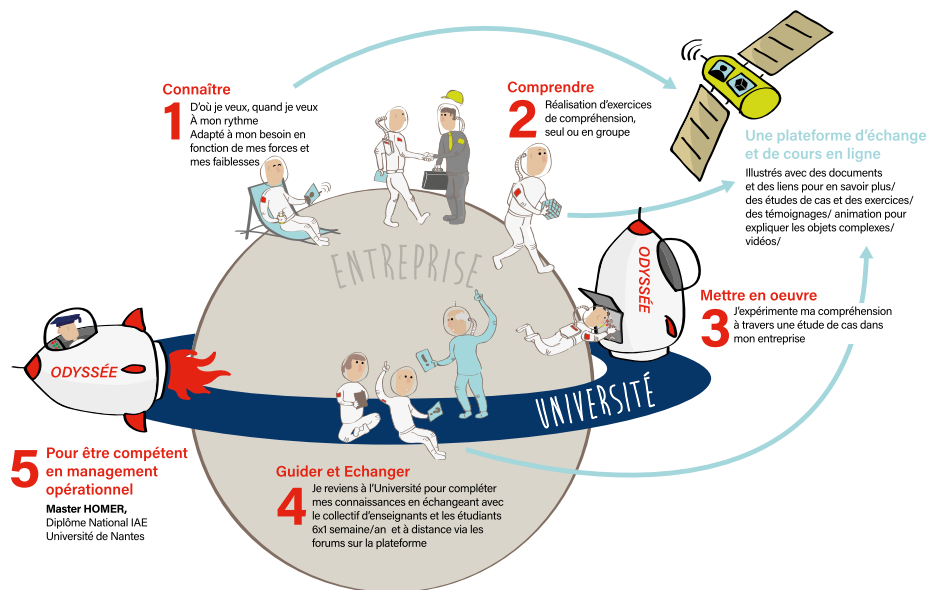 Connaître
1
D'où je veux, quand je veux
À mon rythme
Adapté à mon besoin en
fonction de mes forces et
mes faiblesses
Comprendre
2
Réalisation d'exercices
de compréhension,
seul ou en groupe
Une plateforme d'échange
et de cours en ligne
Illustrés avec des documents
et des liens pour en savoir plus/
des études de cas et des exercices/
des témoignages/ animation pour
expliquer les objets complexes/
vidéos/
ENTREPRISE
ODYSSÉE
Mettre en oeuvre
3
J'expérimente ma compréhension
à travers une étude de cas dans
mon entreprise
ODYSSÉE
UNIVERSITÉ
5
Pour être compétent
en management
opérationnel
Master HOMER,
Diplôme National IAE
Université de Nantes
Guider et Echanger
4
Je reviens à l'Université pour compléter
mes connaissances en échangeant avec
le collectif d'enseignants et les étudiants
6x1 semaine/an et à distance via les
forums sur la plateforme